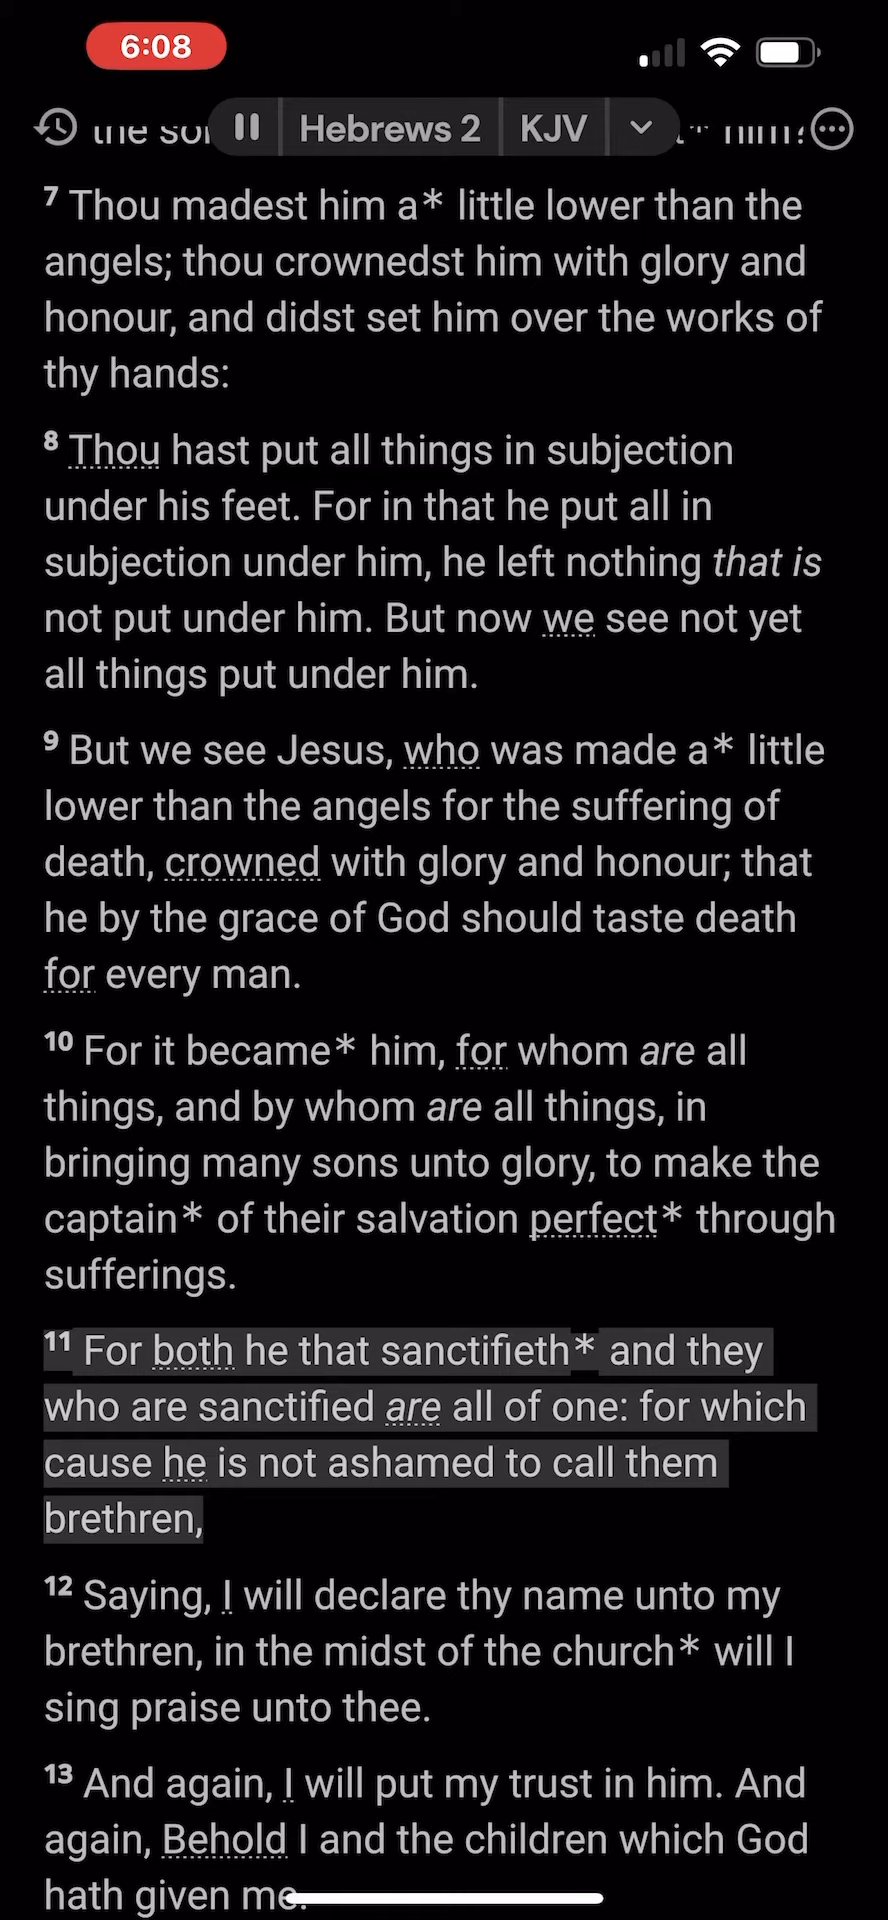 6:08
Hebrews 2 KJV
7 Thou madest him a* little lower than the
angels; thou crownedst him with glory and
honour, and didst set him over the works of
thy hands:
8 Thou hast put all things in subjection
under his feet. For in that he put all in
subjection under him, he left nothing that is
not put under him. But now we see not yet
all things put under him.
9 But we see Jesus, who was made a* little
lower than the angels for the suffering of
death, crowned with glory and honour; that
he by the grace of God should taste death
for every man.
10 For it became* him, for whom are all
things, and by whom are all things, in
bringing many sons unto glory, to make the
captain* of their salvation perfect* through
sufferings.
11 For both he that sanctifieth* and they
who are sanctified are all of one: for which
cause he is not ashamed to call them
brethren,
12 Saying, I will declare thy name unto my
brethren, in the midst of the church* will I
sing praise unto thee.
13 And again, I will put my trust in him. And
again, Behold I and the children which God
hath given me.